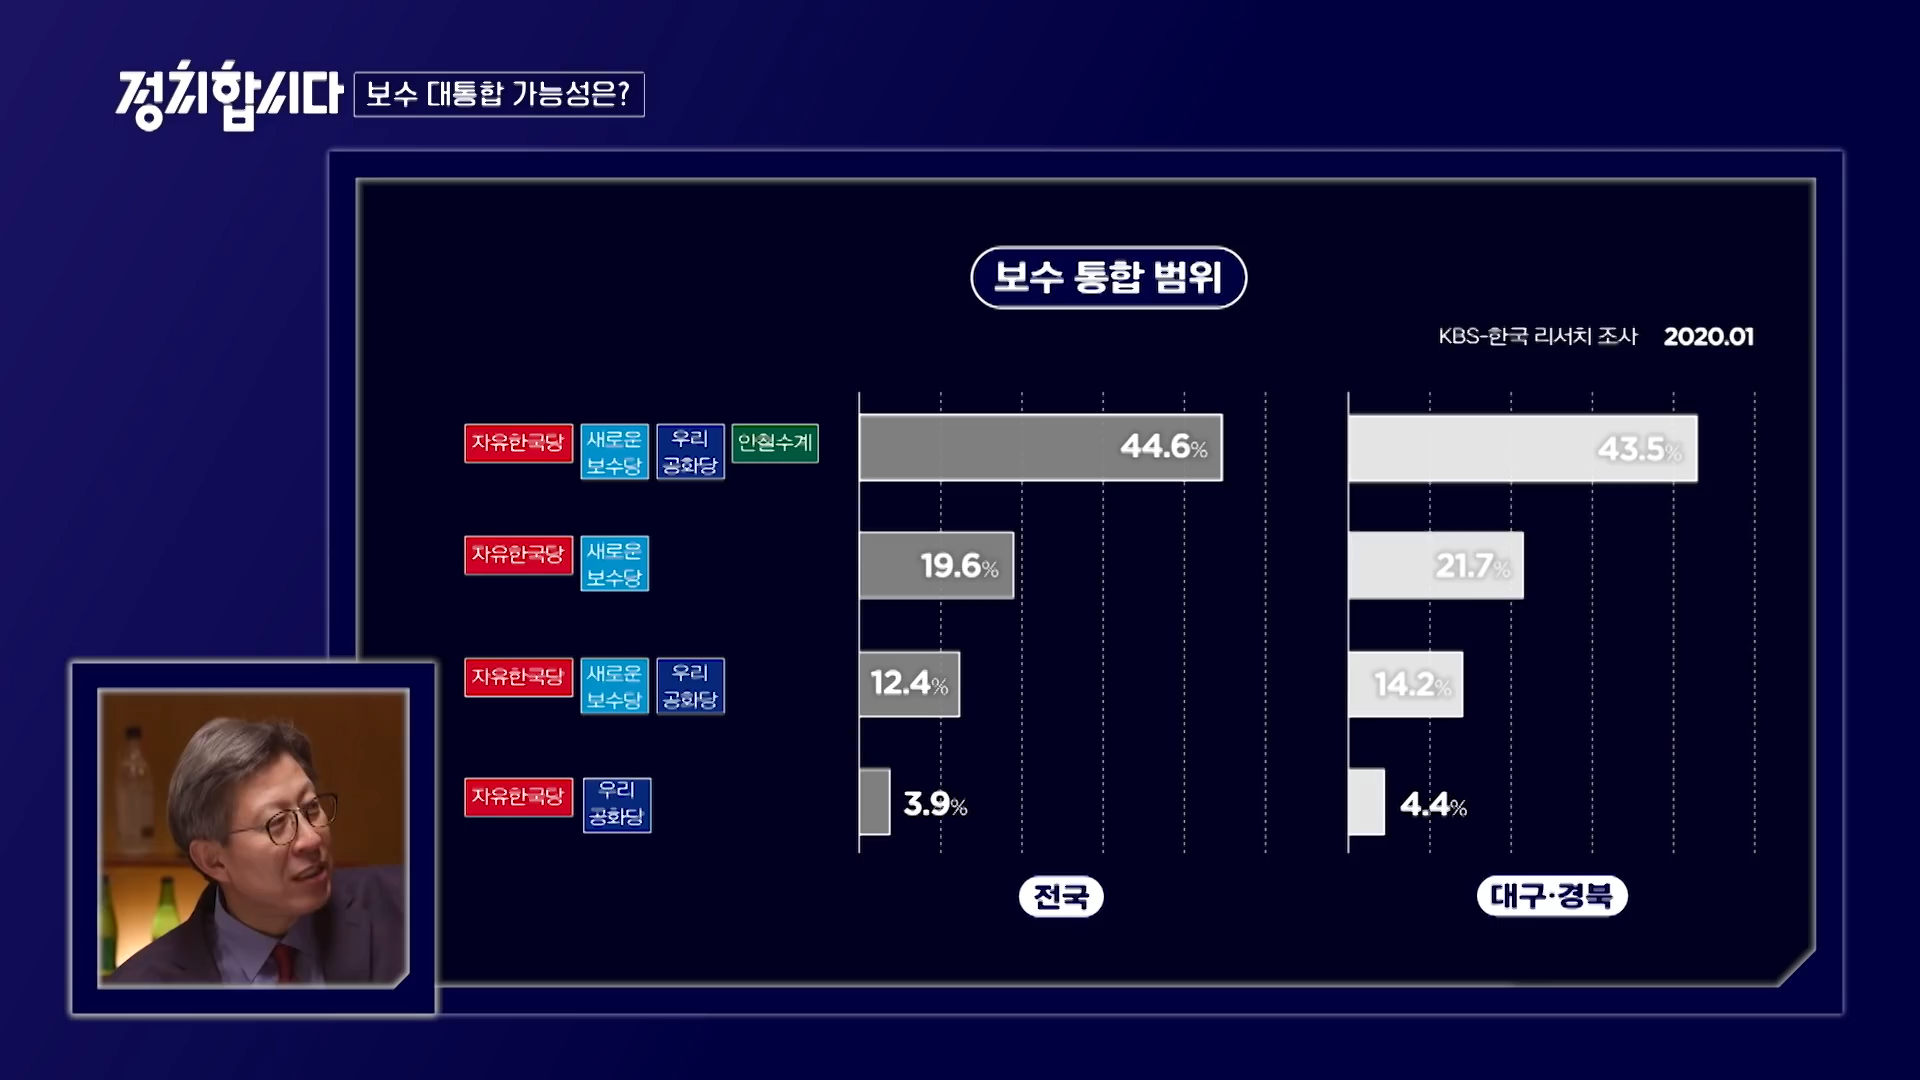 정치합시다 보수 대통합 가능성은?
보수 통합 범위
KBS-한국 리서치 조사 2020.01
자유한국당 새로운 보수당 우리 공화당 안철수계 44.6% 43.5%
자유한국당 새로운 보수당 19.6% 21.7%
자유한국당 새로운 보수당 우리 공화당 12.4% 14.2%
자유한국당 우리 공화당 3.9% 4.4%
전국 대구·경북